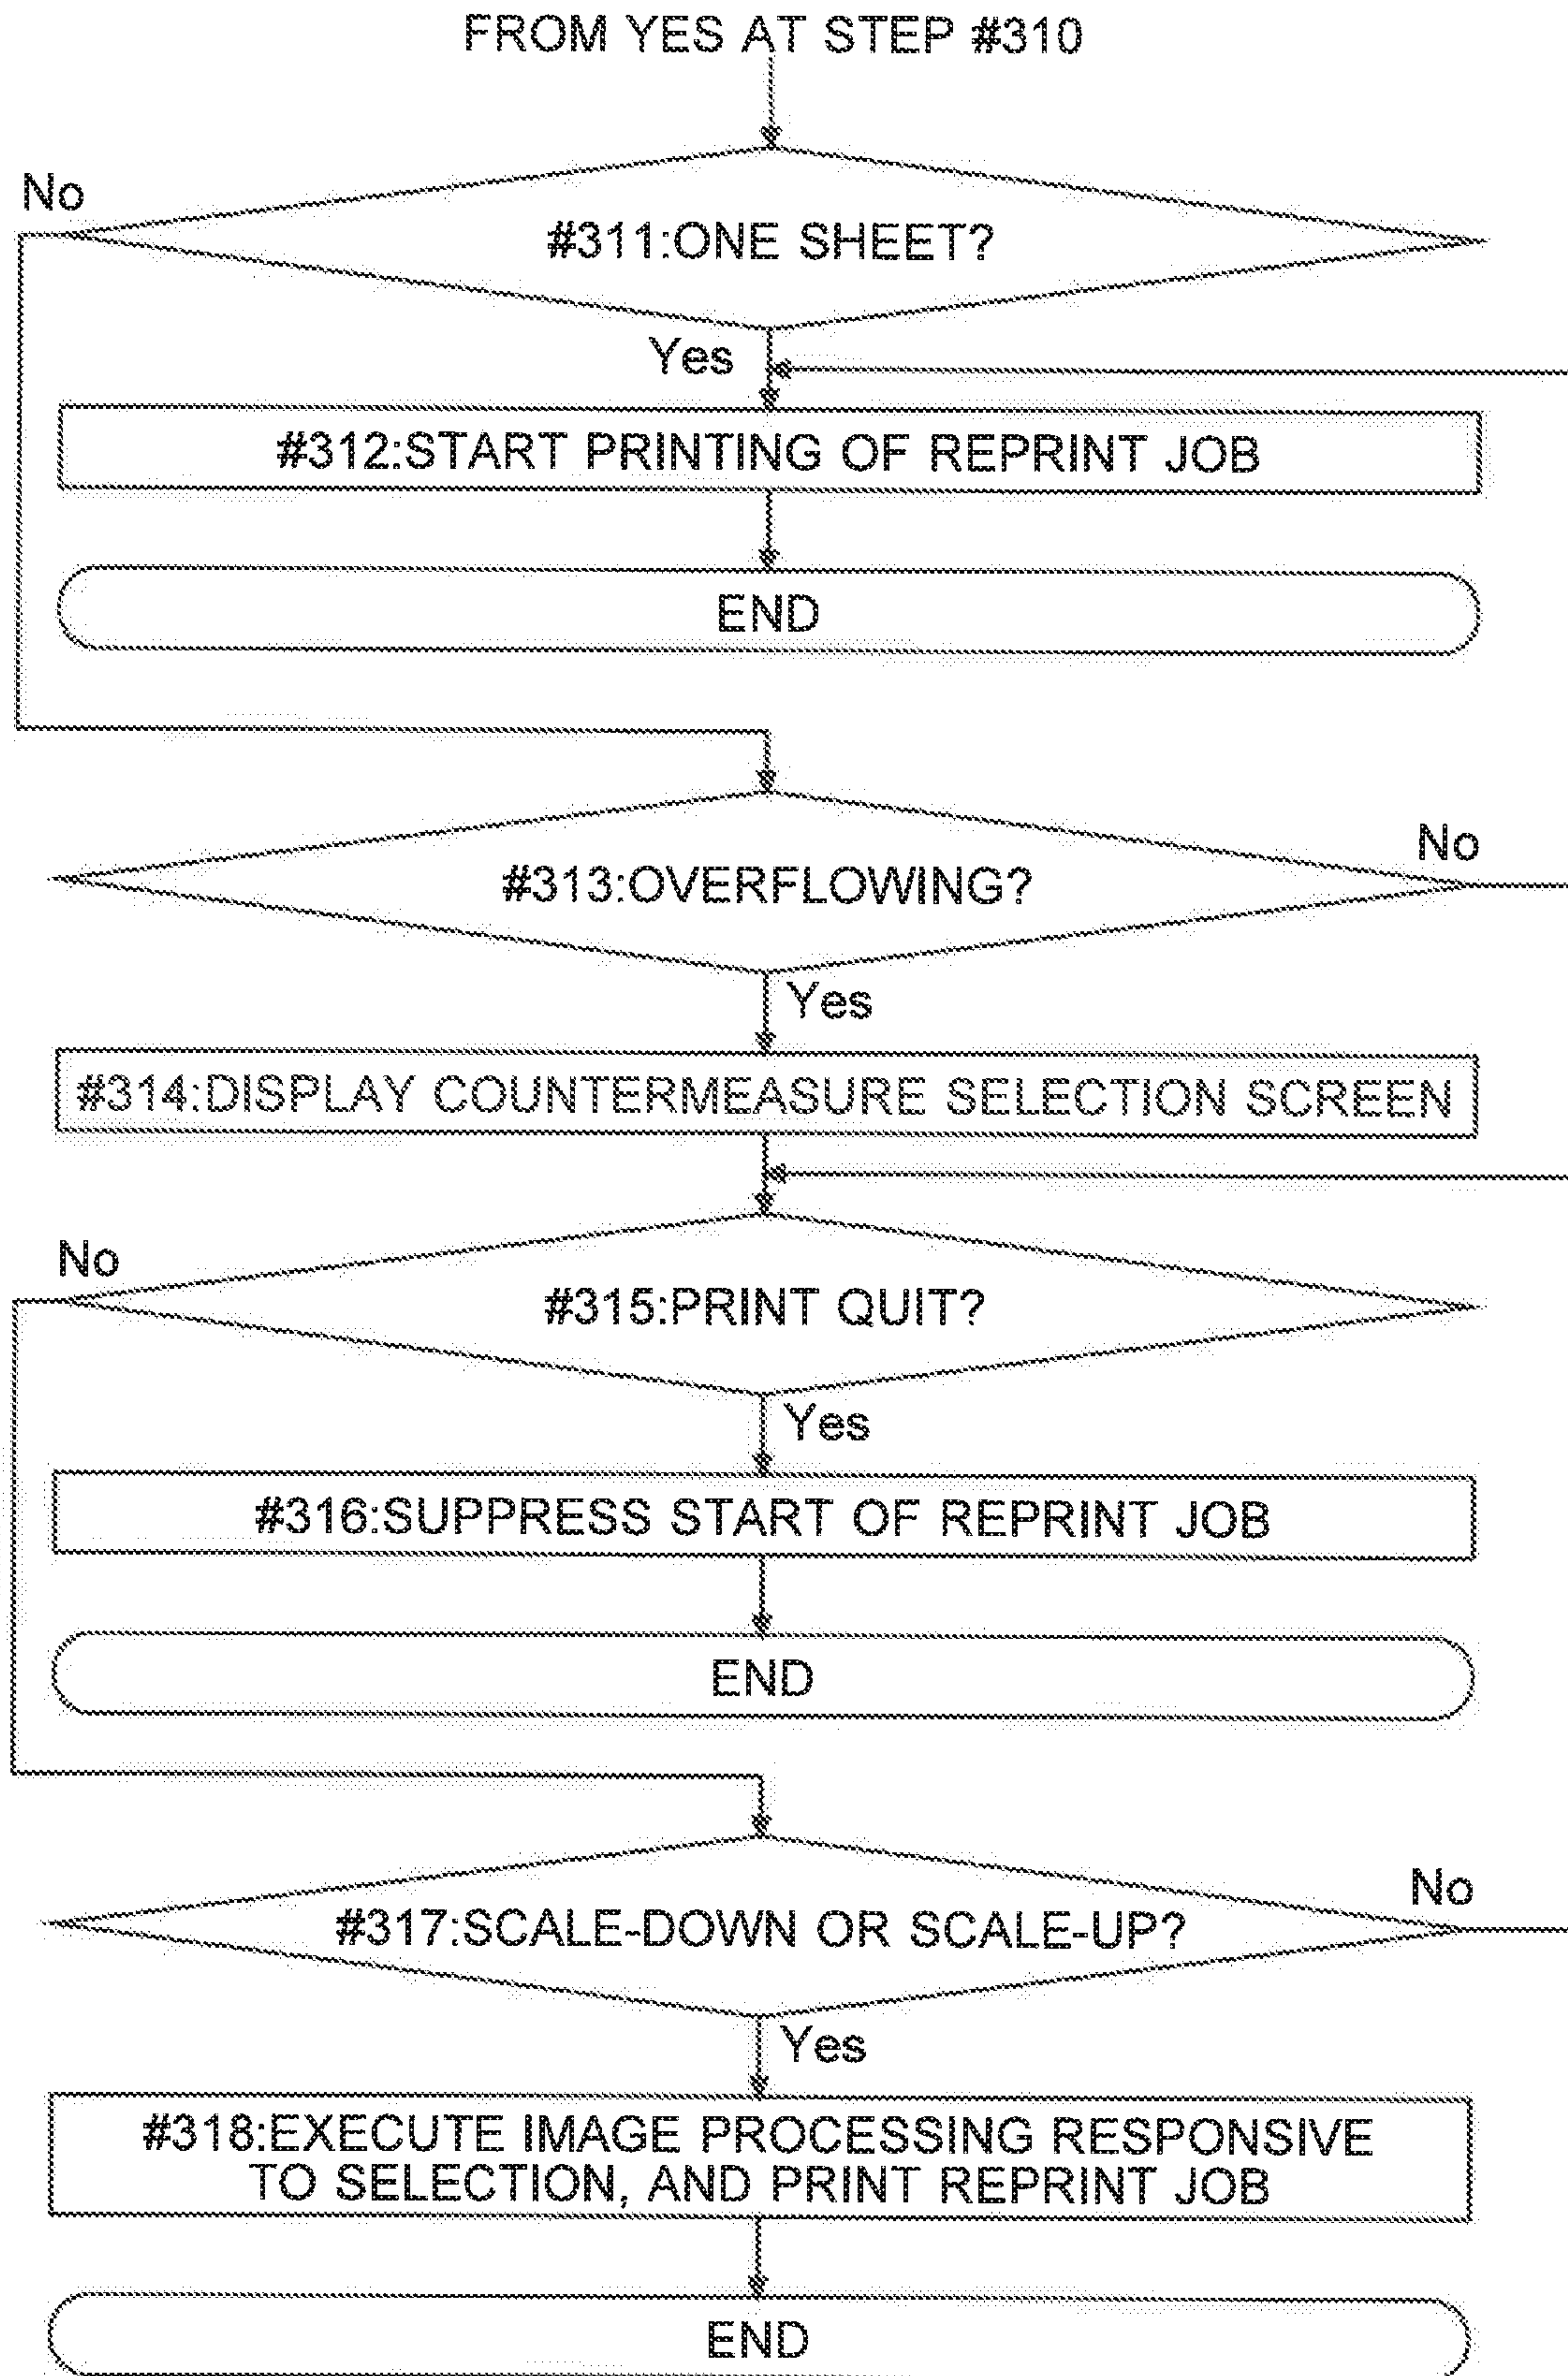 FROM YES AT STEP #310
No
#311:ONE SHEET?
Yes
#312:START PRINTING OF REPRINT JOB
END
No
#313:OVERFLOWING?
Yes
#314:DISPLAY COUNTERMEASURE SELECTION SCREEN
No
#315:PRINT QUIT?
Yes
#316:SUPPRESS START OF REPRINT JOB
END
No
#317:SCALE-DOWN OR SCALE-UP?
Yes
#318:EXECUTE IMAGE PROCESSING RESPONSIVE
TO SELECTION, AND PRINT REPRINT JOB
END